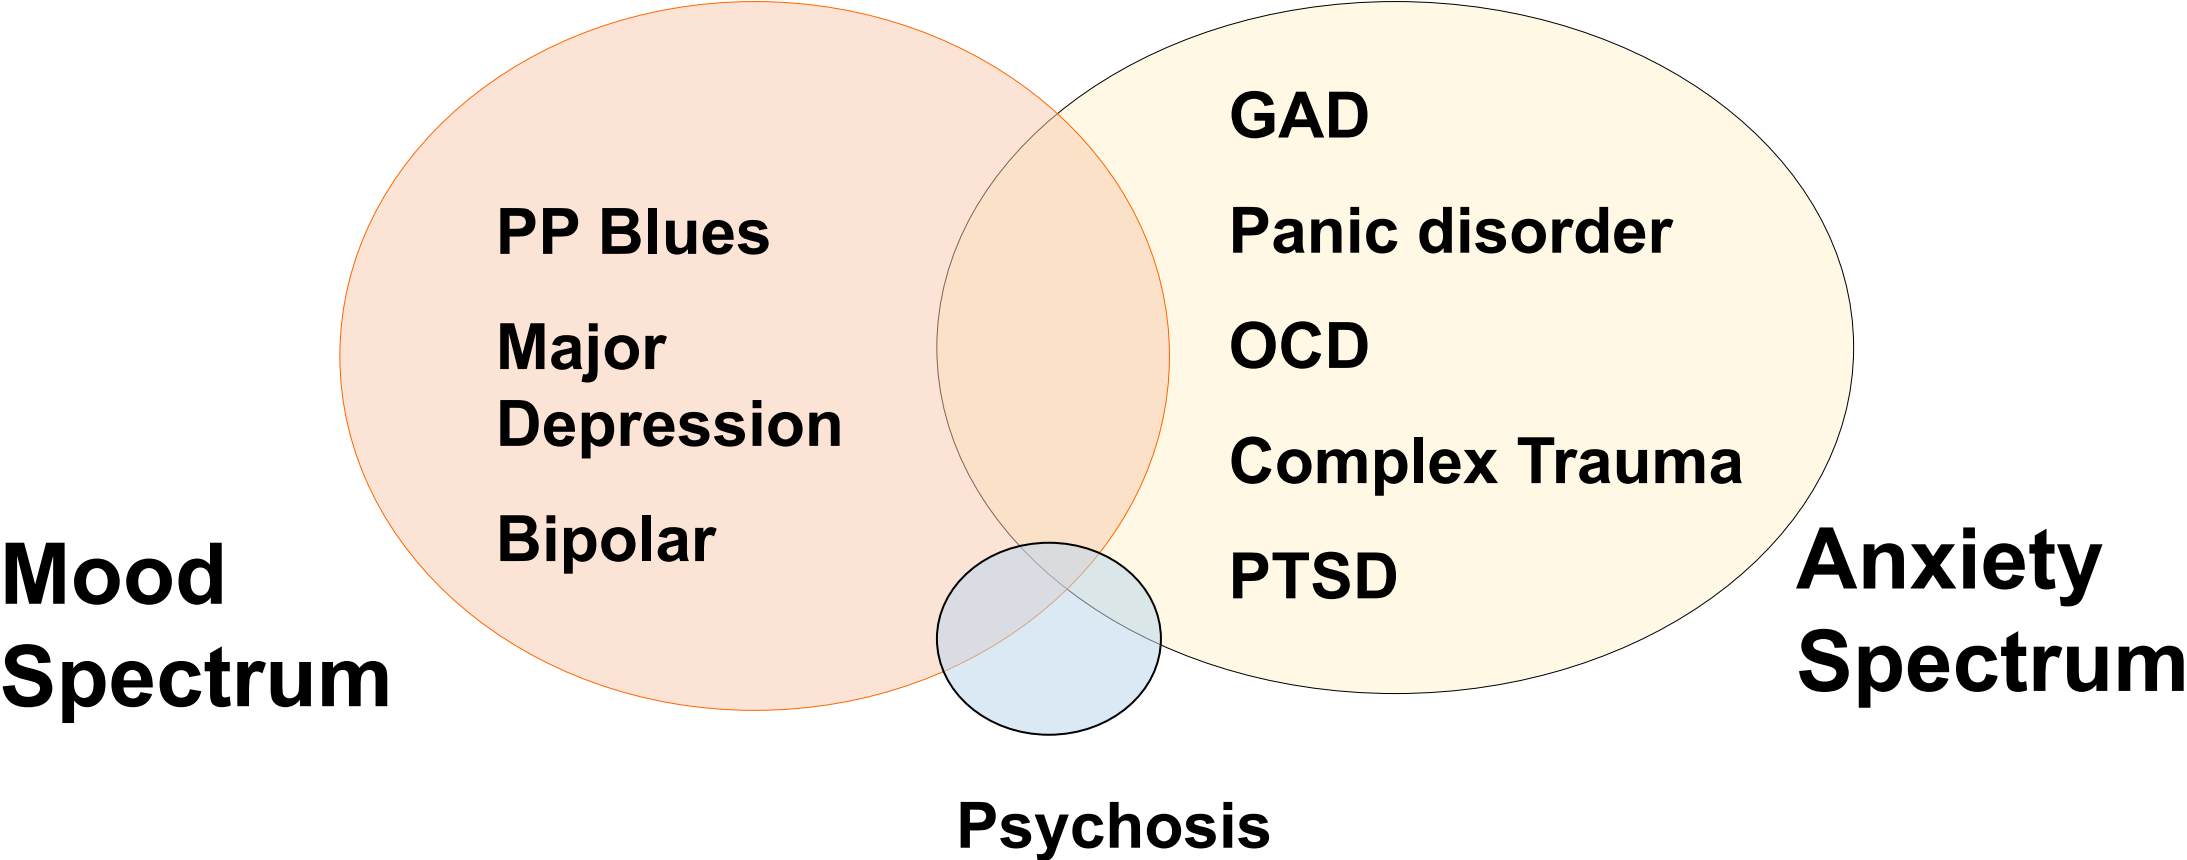 PP Blues
Major
Depression
Bipolar
GAD
Panic disorder
OCD
Complex Trauma
PTSD
Mood
Spectrum
Anxiety
Spectrum
Psychosis